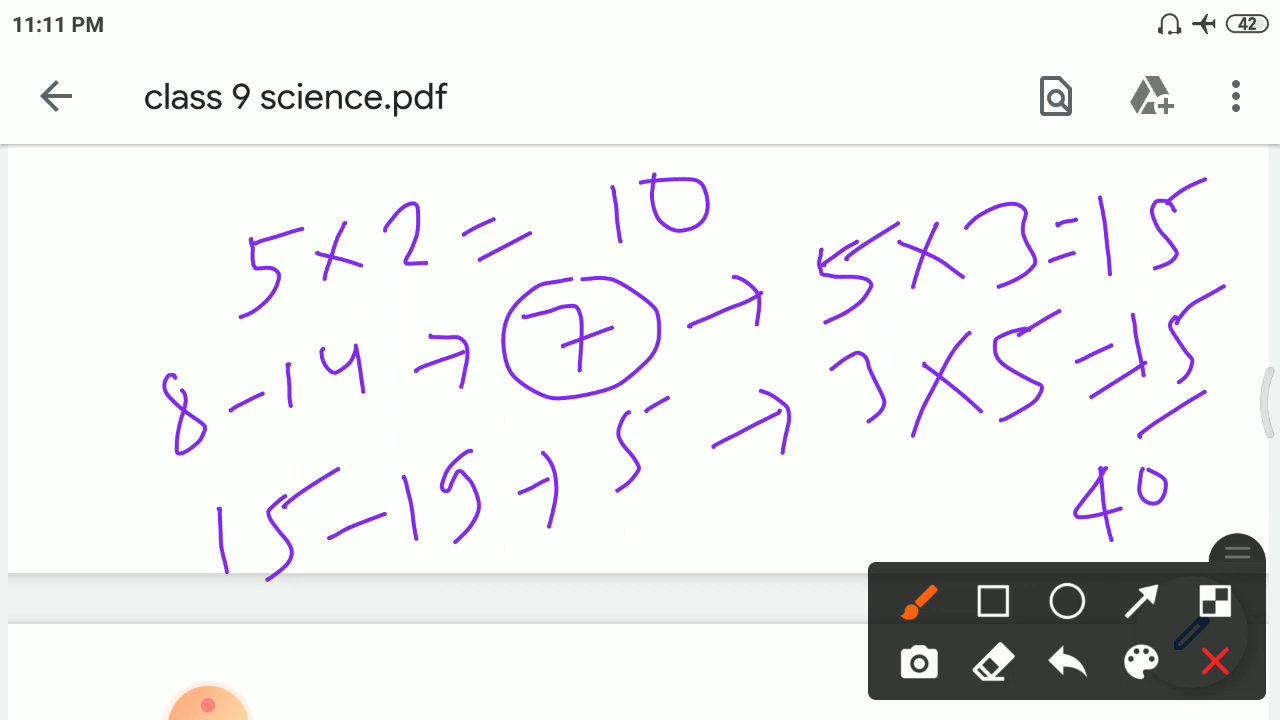 11:11 PM
42
class 9 science.pdf
5 × 2 = 10
8 - 14 → 7 → 5 × 3 = 15
15 - 19 → 5 → 3 × 5 = 15
40